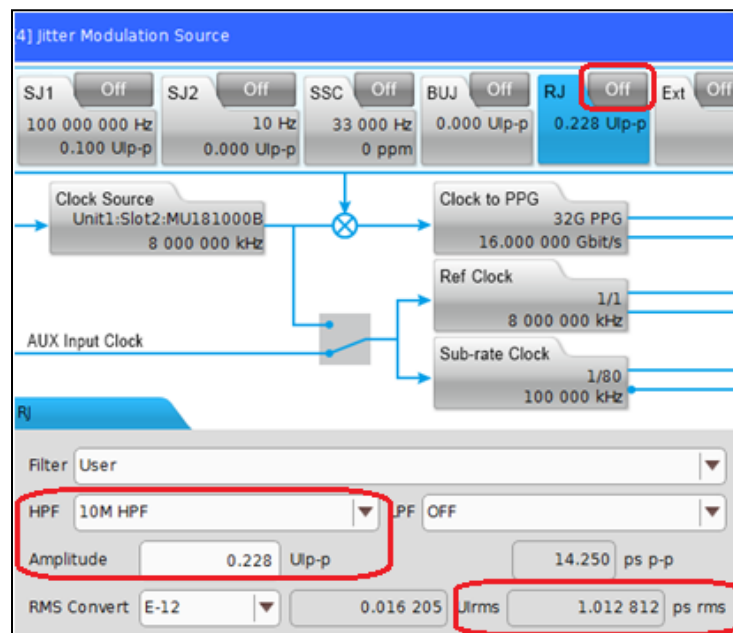 4] Jitter Modulation Source
SJ1 Off
100 000 000 Hz
0.100 UIp-p
SJ2 Off
10 Hz
0.000 UIp-p
SSC Off
33 000 Hz
0 ppm
BUJ Off
0.000 UIp-p
RJ Off
0.228 UIp-p
Ext Off
Clock Source
Unit1:Slot2:MU181000B
8 000 000 kHz
Clock to PPG
32G PPG
16.000 000 Gbit/s
Ref Clock
1/1
8 000 000 kHz
AUX Input Clock
Sub-rate Clock
1/80
100 000 kHz
RJ
Filter User
HPF 10M HPF LPF OFF
Amplitude 0.228 UIp-p 14.250 ps p-p
RMS Convert E-12 0.016 205 UIrms 1.012 812 ps rms